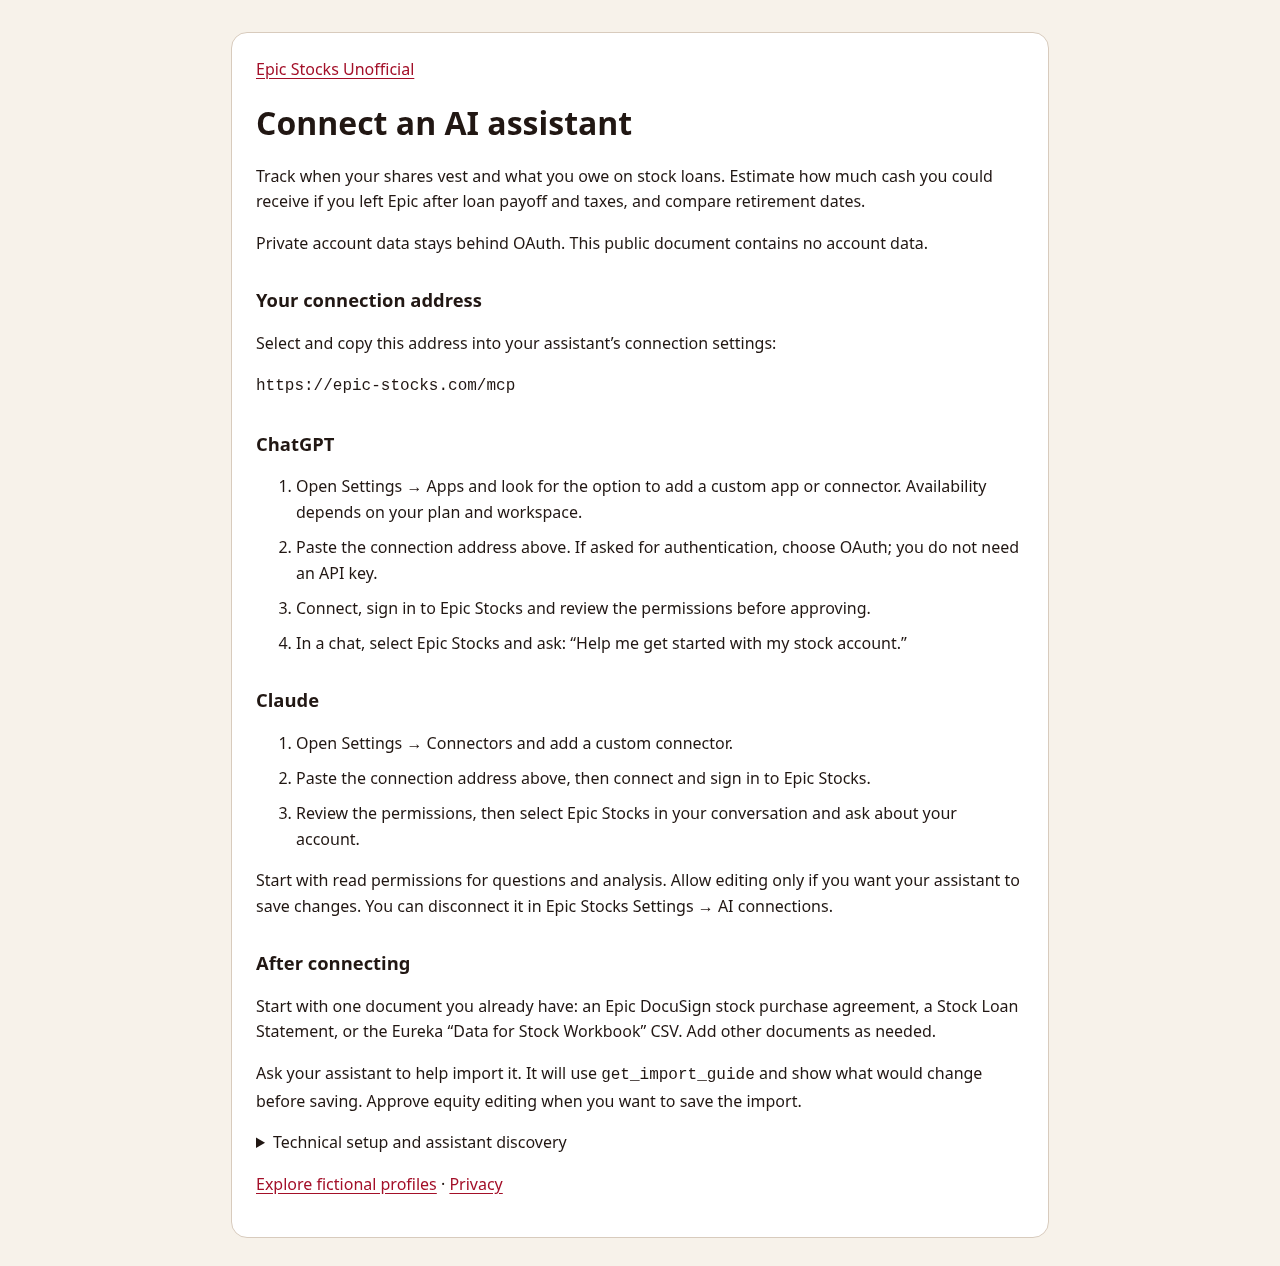 Epic Stocks Unofficial
Connect an AI assistant
Track when your shares vest and what you owe on stock loans. Estimate how much cash you could
receive if you left Epic after loan payoff and taxes, and compare retirement dates.
Private account data stays behind OAuth. This public document contains no account data.
Your connection address
Select and copy this address into your assistant’s connection settings:
https://epic-stocks.com/mcp
ChatGPT
1. Open Settings → Apps and look for the option to add a custom app or connector. Availability
depends on your plan and workspace.
2. Paste the connection address above. If asked for authentication, choose OAuth; you do not need
an API key.
3. Connect, sign in to Epic Stocks and review the permissions before approving.
4. In a chat, select Epic Stocks and ask: “Help me get started with my stock account.”
Claude
1. Open Settings → Connectors and add a custom connector.
2. Paste the connection address above, then connect and sign in to Epic Stocks.
3. Review the permissions, then select Epic Stocks in your conversation and ask about your
account.
Start with read permissions for questions and analysis. Allow editing only if you want your assistant to
save changes. You can disconnect it in Epic Stocks Settings → AI connections.
After connecting
Start with one document you already have: an Epic DocuSign stock purchase agreement, a Stock Loan
Statement, or the Eureka “Data for Stock Workbook” CSV. Add other documents as needed.
Ask your assistant to help import it. It will use get_import_guide and show what would change
before saving. Approve equity editing when you want to save the import.
▶ Technical setup and assistant discovery
Explore fictional profiles · Privacy